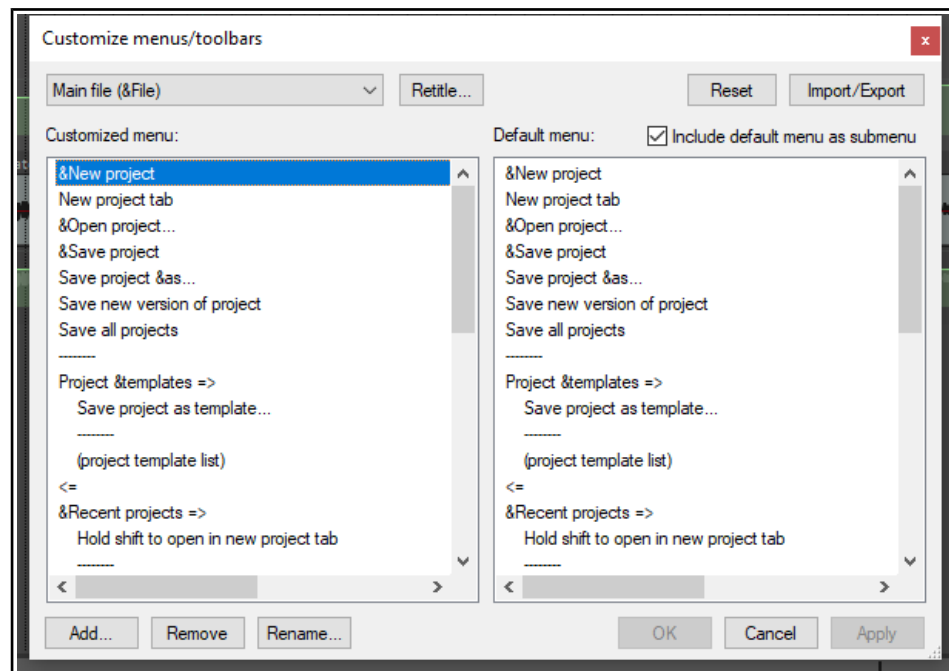 Customize menus/toolbars
x
Main file (&File)
Retitle...
Reset
Import/Export
Customized menu:
Default menu:
Include default menu as submenu
&New project
New project tab
&Open project...
&Save project
Save project &as...
Save new version of project
Save all projects
--------
Project &templates =>
Save project as template...
--------
(project template list)
<=
&Recent projects =>
Hold shift to open in new project tab
--------
&New project
New project tab
&Open project...
&Save project
Save project &as...
Save new version of project
Save all projects
--------
Project &templates =>
Save project as template...
--------
(project template list)
<=
&Recent projects =>
Hold shift to open in new project tab
--------
Add...
Remove
Rename...
OK
Cancel
Apply